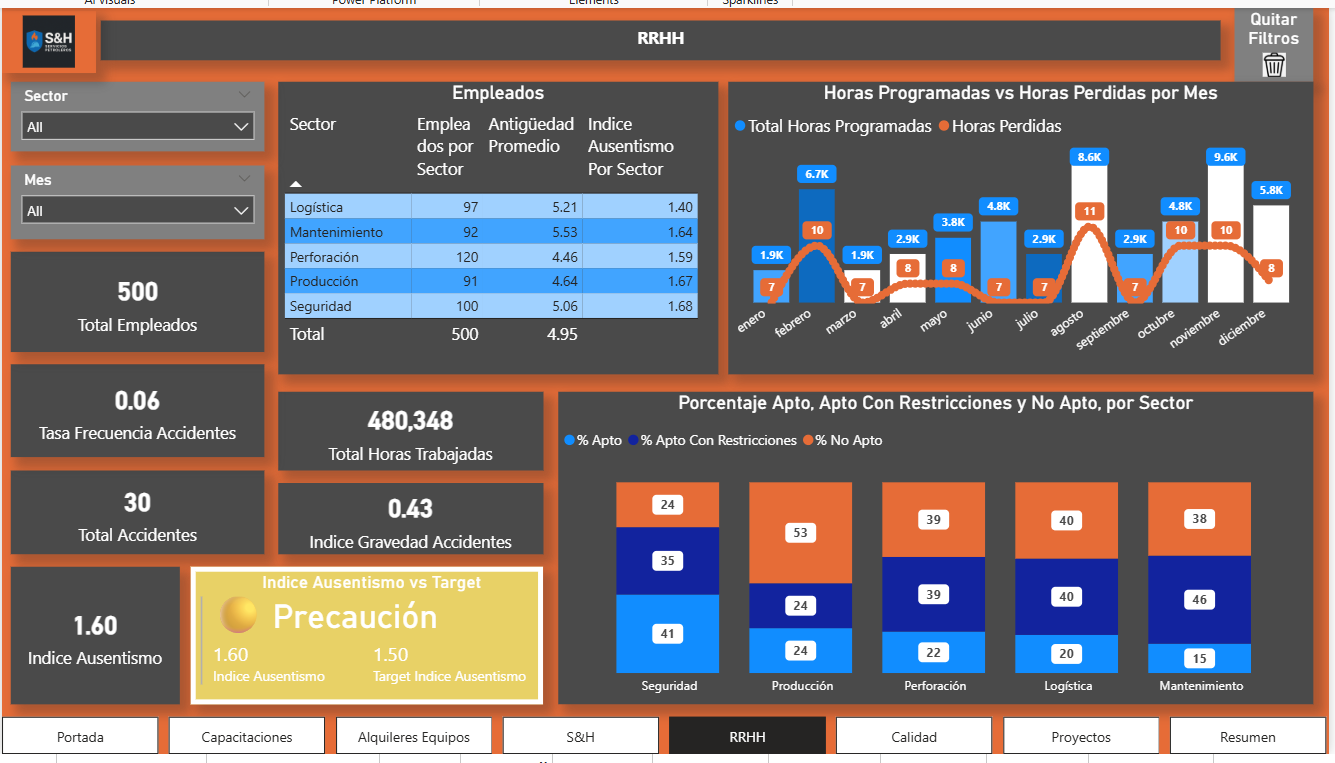 AI visuals
Power Platform
Elements
Sparklines
S&H
SERVICIOS
PETROLEROS
RRHH
Quitar
Filtros
Sector
All
Mes
All
500
Total Empleados
0.06
Tasa Frecuencia Accidentes
30
Total Accidentes
1.60
Indice Ausentismo
Empleados
Sector
Emplea
dos por
Sector
Antigüedad
Promedio
Indice
Ausentismo
Por Sector
Logística 97 5.21 1.40
Mantenimiento 92 5.53 1.64
Perforación 120 4.46 1.59
Producción 91 4.64 1.67
Seguridad 100 5.06 1.68
Total 500 4.95
480,348
Total Horas Trabajadas
0.43
Indice Gravedad Accidentes
Indice Ausentismo vs Target
Precaución
1.60 1.50
Indice Ausentismo Target Indice Ausentismo
Horas Programadas vs Horas Perdidas por Mes
Total Horas Programadas Horas Perdidas
1.9K 6.7K 1.9K 2.9K 3.8K 4.8K 2.9K 8.6K 2.9K 4.8K 9.6K 5.8K
7 10 7 8 8 7 7 11 7 10 10 8
enero febrero marzo abril mayo junio julio agosto septiembre octubre noviembre diciembre
Porcentaje Apto, Apto Con Restricciones y No Apto, por Sector
% Apto % Apto Con Restricciones % No Apto
24 53 39 40 38
35 24 39 40 46
41 24 22 20 15
Seguridad Producción Perforación Logística Mantenimiento
Portada Capacitaciones Alquileres Equipos S&H RRHH Calidad Proyectos Resumen